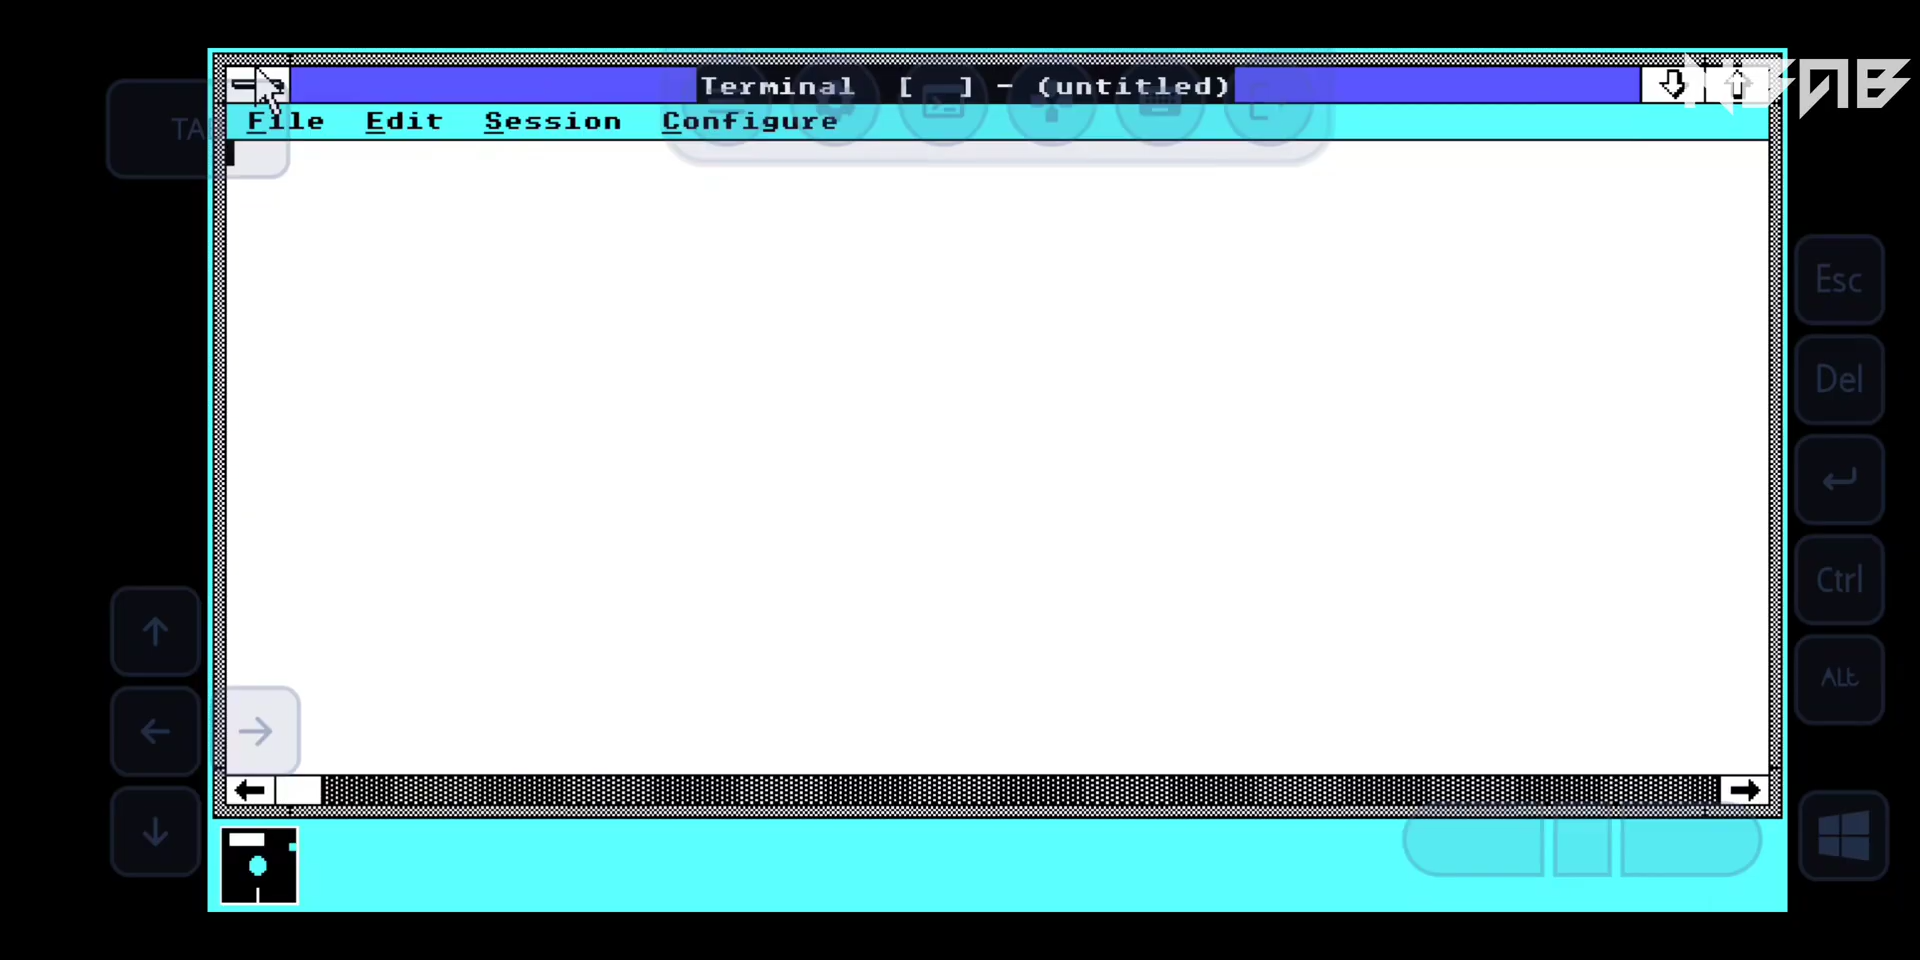 Terminal [ ] - (untitled)
File Edit Session Configure
TA
Esc
Del
Ctrl
ALt